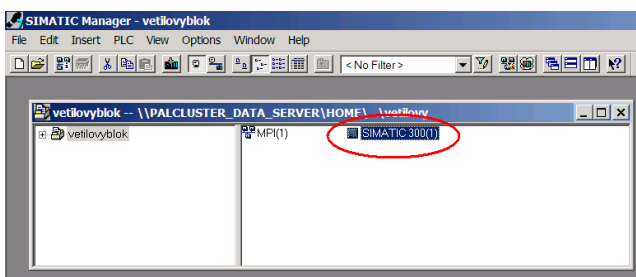 SIMATIC Manager - vetilovyblok
File Edit Insert PLC View Options Window Help
< No Filter >
vetilovyblok -- \\PALCLUSTER_DATA_SERVER\HOME\...\vetilovy
vetilovyblok MPI(1) SIMATIC 300(1)